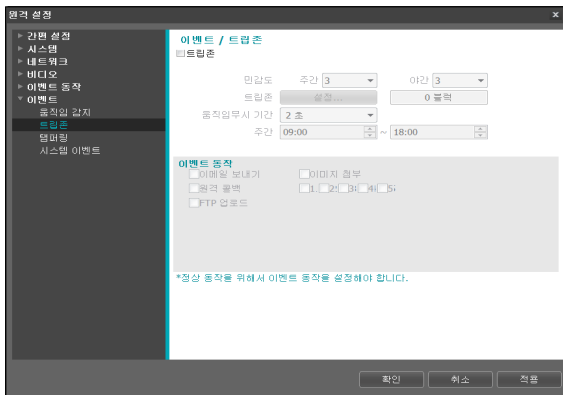 원격 설정
간편 설정
시스템
네트워크
비디오
이벤트 동작
이벤트
움직임 감지
트립존
탬퍼링
시스템 이벤트
이벤트 / 트립존
트립존
민감도 주간 3 야간 3
트립존 설정... 0 블럭
움직임무시 기간 2 초
주간 09:00 ~ 18:00
이벤트 동작
이메일 보내기 이미지 첨부
원격 콜백 1. 2 3 4 5
FTP 업로드
*정상 동작을 위해서 이벤트 동작을 설정해야 합니다.
확인 취소 적용